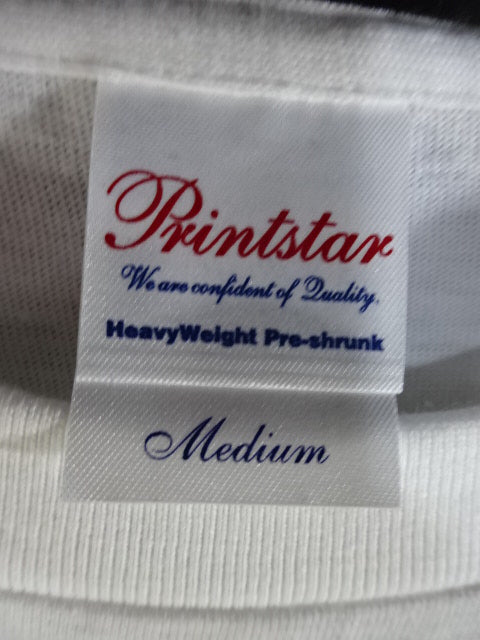 Printstar
We are confident of Quality.
HeavyWeight Pre-shrunk
Medium